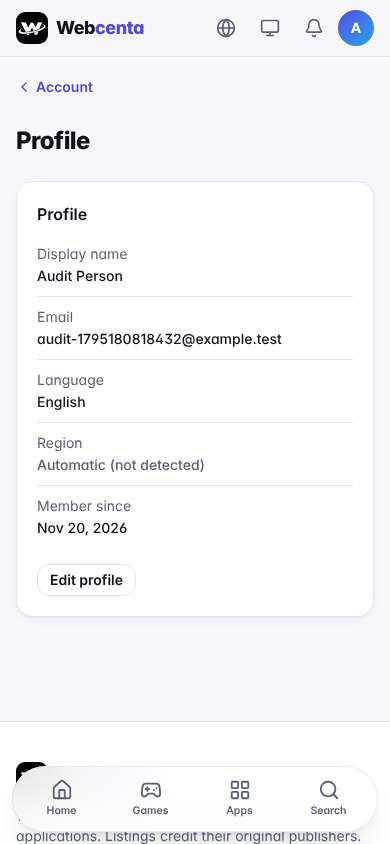 Webcenta
A
Account
Profile
Profile
Display name
Audit Person
Email
audit-1795180818432@example.test
Language
English
Region
Automatic (not detected)
Member since
Nov 20, 2026
Edit profile
Home
Games
Apps
Search
applications. Listings credit their original publishers.